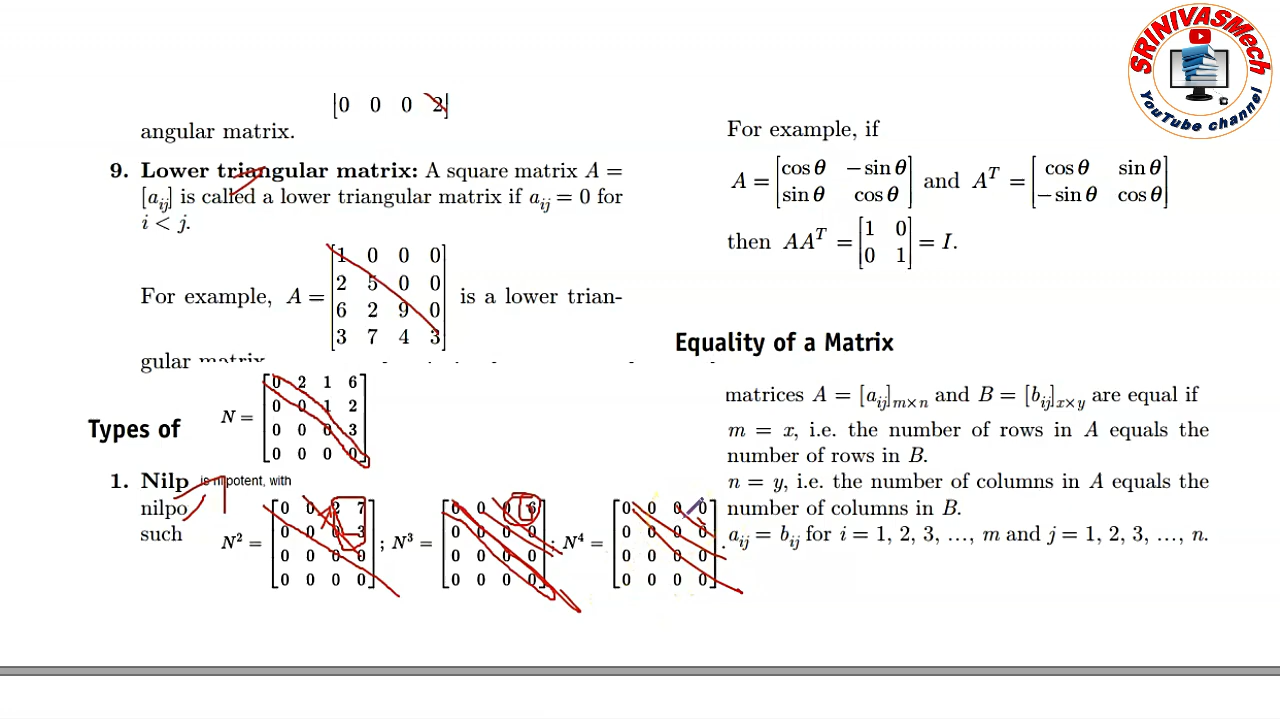 SRINIVASMech
YouTube channel
|0 0 0 2|
angular matrix.
9. Lower triangular matrix: A square matrix A =
[aij] is called a lower triangular matrix if aij = 0 for
i < j.
1 0 0 0
2 5 0 0
For example, A = is a lower trian-
6 2 9 0
3 7 4 3
gular matrix
0 2 1 6
N = 0 0 1 2
0 0 0 3
0 0 0 0
Types of
1. Nilp is nilpotent, with
nilpo
such
N² = [0 0 2 7; 0 0 0 3; 0 0 0 0; 0 0 0 0] ; N³ = [0 0 0 6; 0 0 0 0; 0 0 0 0; 0 0 0 0] ; N⁴ = [0 0 0 0; 0 0 0 0; 0 0 0 0; 0 0 0 0] .
For example, if
A = [cos θ −sin θ; sin θ cos θ] and Aᵀ = [cos θ sin θ; −sin θ cos θ]
then AAᵀ = [1 0; 0 1] = I.
Equality of a Matrix
matrices A = [aij]m×n and B = [bij]x×y are equal if
m = x, i.e. the number of rows in A equals the
number of rows in B.
n = y, i.e. the number of columns in A equals the
number of columns in B.
aij = bij for i = 1, 2, 3, …, m and j = 1, 2, 3, …, n.